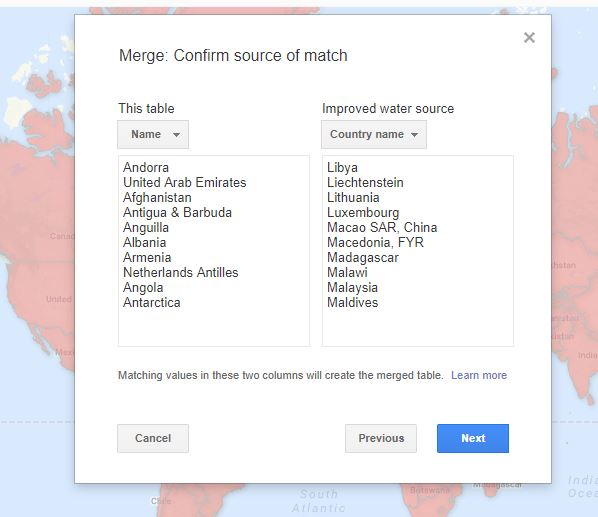 Merge: Confirm source of match
This table
Name
Andorra
United Arab Emirates
Afghanistan
Antigua & Barbuda
Anguilla
Albania
Armenia
Netherlands Antilles
Angola
Antarctica
Improved water source
Country name
Libya
Liechtenstein
Lithuania
Luxembourg
Macao SAR, China
Macedonia, FYR
Madagascar
Malawi
Malaysia
Maldives
Matching values in these two columns will create the merged table. Learn more
Cancel
Previous
Next
Canad
United
Mexi
Chile
South
Atlantic
Botswana
Madagascar
India
Indi
Ocea